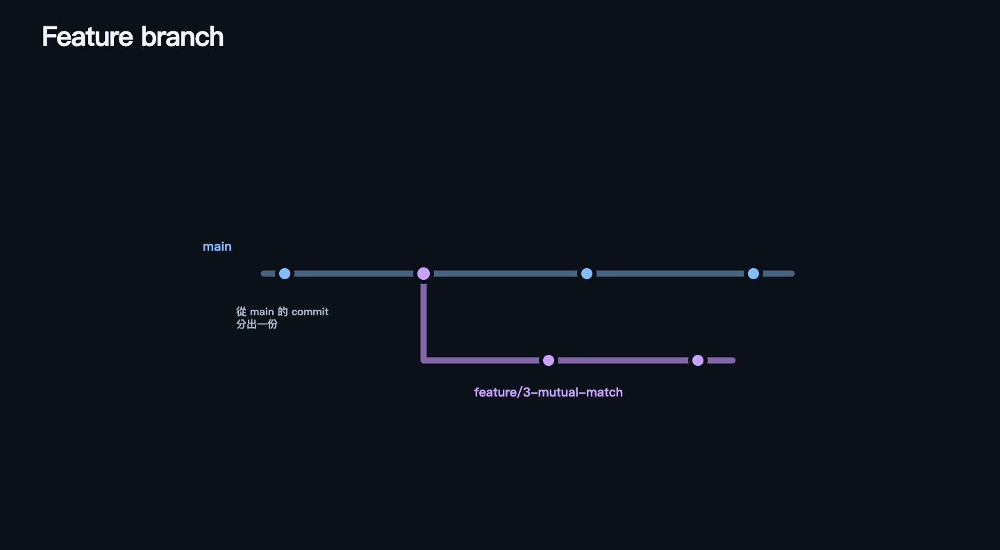 Feature branch
main
從 main 的 commit
分出一份
feature/3-mutual-match